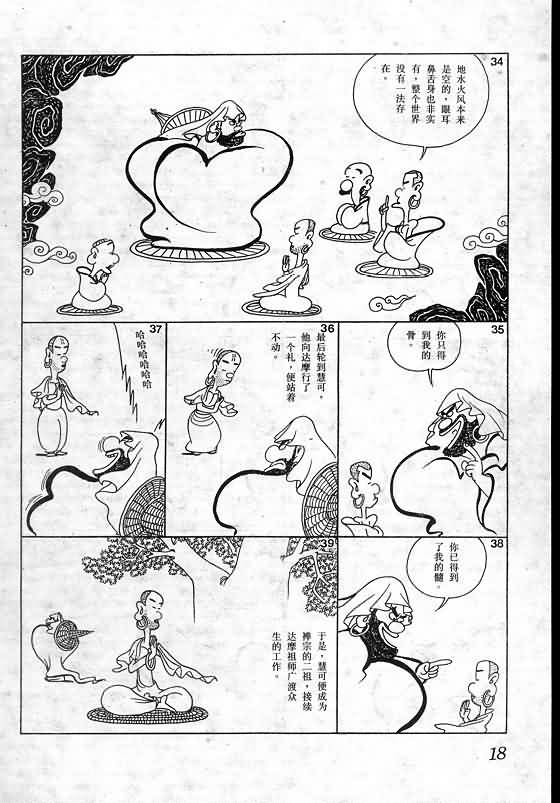 34
地水火风本来
是空的，眼耳
鼻舌身也非实
有，整个世界
没有一法存
在。
35
你只得
到我的
骨。
36
最后轮到慧可，
他向达摩行了
一个礼，便站着
不动。
37
哈哈哈哈哈哈
38
你已得到
了我的髓。
39
于是，慧可便成为
禅宗的二祖，接续
达摩祖师广渡众
生的工作。
18